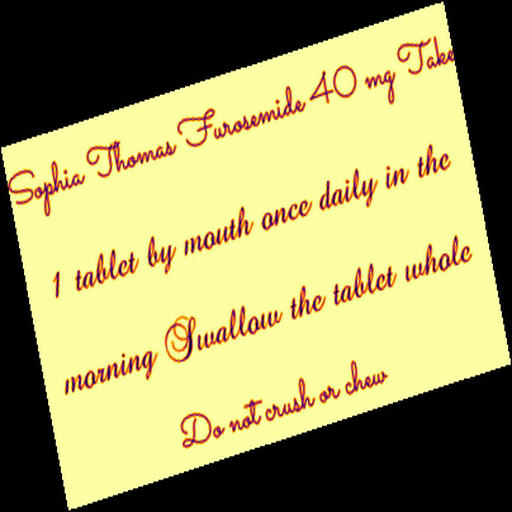 Sophia Thomas Furosemide 40 mg Take
1 tablet by mouth once daily in the
morning Swallow the tablet whole
Do not crush or chew